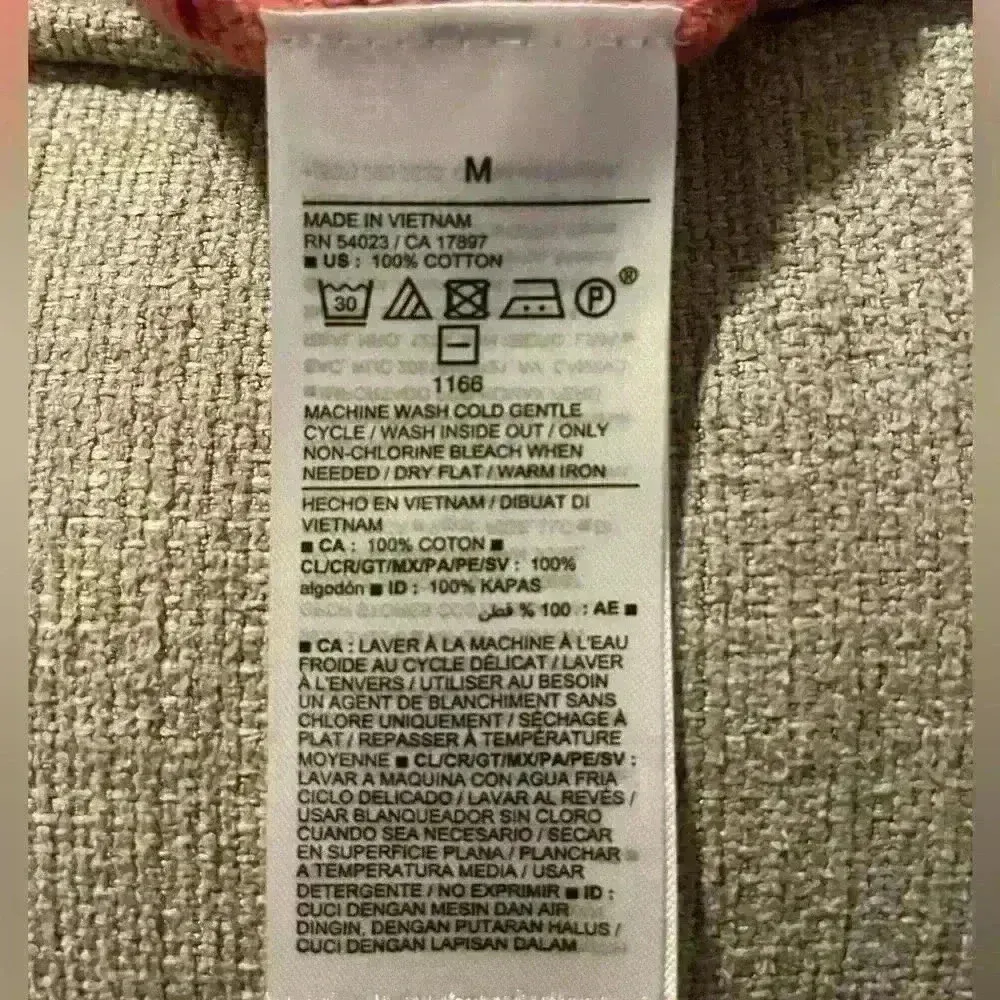 M
MADE IN VIETNAM
RN 54023 / CA 17897
■ US : 100% COTTON
30 P ®
1166
MACHINE WASH COLD GENTLE
CYCLE / WASH INSIDE OUT / ONLY
NON-CHLORINE BLEACH WHEN
NEEDED / DRY FLAT / WARM IRON
HECHO EN VIETNAM / DIBUAT DI
VIETNAM
■ CA : 100% COTON ■
CL/CR/GT/MX/PA/PE/SV : 100%
algodón ■ ID : 100% KAPAS
■ AE : 100 % قطن
■ CA : LAVER À LA MACHINE À L'EAU
FROIDE AU CYCLE DÉLICAT / LAVER
À L'ENVERS / UTILISER AU BESOIN
UN AGENT DE BLANCHIMENT SANS
CHLORE UNIQUEMENT / SÉCHAGE À
PLAT / REPASSER À TEMPÉRATURE
MOYENNE ■ CL/CR/GT/MX/PA/PE/SV :
LAVAR A MAQUINA CON AGUA FRIA
CICLO DELICADO / LAVAR AL REVÉS /
USAR BLANQUEADOR SIN CLORO
CUANDO SEA NECESARIO / SECAR
EN SUPERFICIE PLANA / PLANCHAR
A TEMPERATURA MEDIA / USAR
DETERGENTE / NO EXPRIMIR ■ ID :
CUCI DENGAN MESIN DAN AIR
DINGIN, DENGAN PUTARAN HALUS /
CUCI DENGAN LAPISAN DALAM